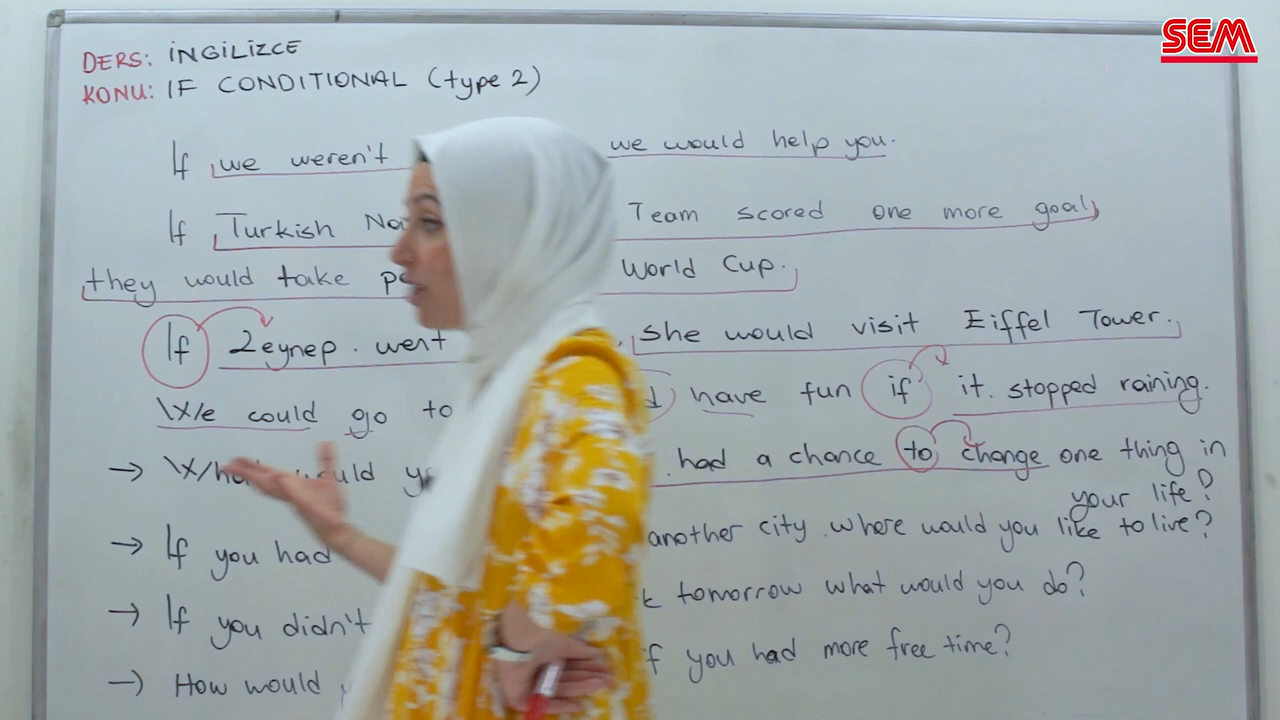 SEM
DERS: İNGİLİZCE
KONU: IF CONDITIONAL (type 2)
If we weren't we would help you.
If Turkish Team scored one more goal,
they would take World Cup.
If Zeynep went , she would visit Eiffel Tower.
We could go to have fun if it stopped raining.
→ would had a chance to change one thing in
your life?
→ If you had another city where would you like to live?
→ If you didn't tomorrow what would you do?
→ How would if you had more free time?